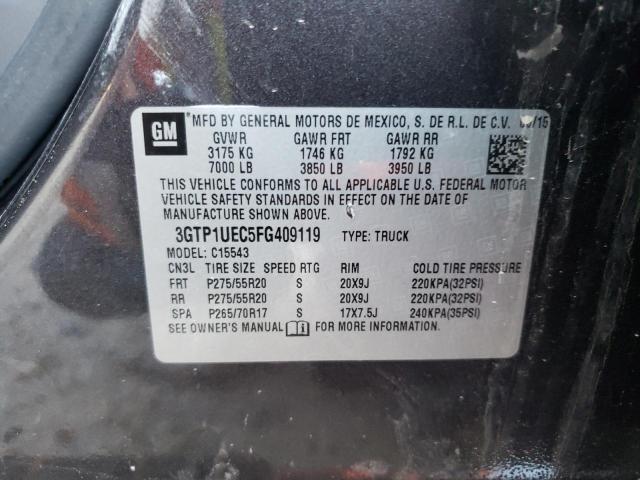 GM
MFD BY GENERAL MOTORS DE MEXICO, S. DE R.L. DE C.V. /15
GVWR GAWR FRT GAWR RR
3175 KG 1746 KG 1792 KG
7000 LB 3850 LB 3950 LB
THIS VEHICLE CONFORMS TO ALL APPLICABLE U.S. FEDERAL MOTOR
VEHICLE SAFETY STANDARDS IN EFFECT ON THE DATE OF
MANUFACTURE SHOWN ABOVE.
3GTP1UEC5FG409119 TYPE: TRUCK
MODEL: C15543
CN3L TIRE SIZE SPEED RTG RIM COLD TIRE PRESSURE
FRT P275/55R20 S 20X9J 220KPA(32PSI)
RR P275/55R20 S 20X9J 220KPA(32PSI)
SPA P265/70R17 S 17X7.5J 240KPA(35PSI)
SEE OWNER'S MANUAL FOR MORE INFORMATION.